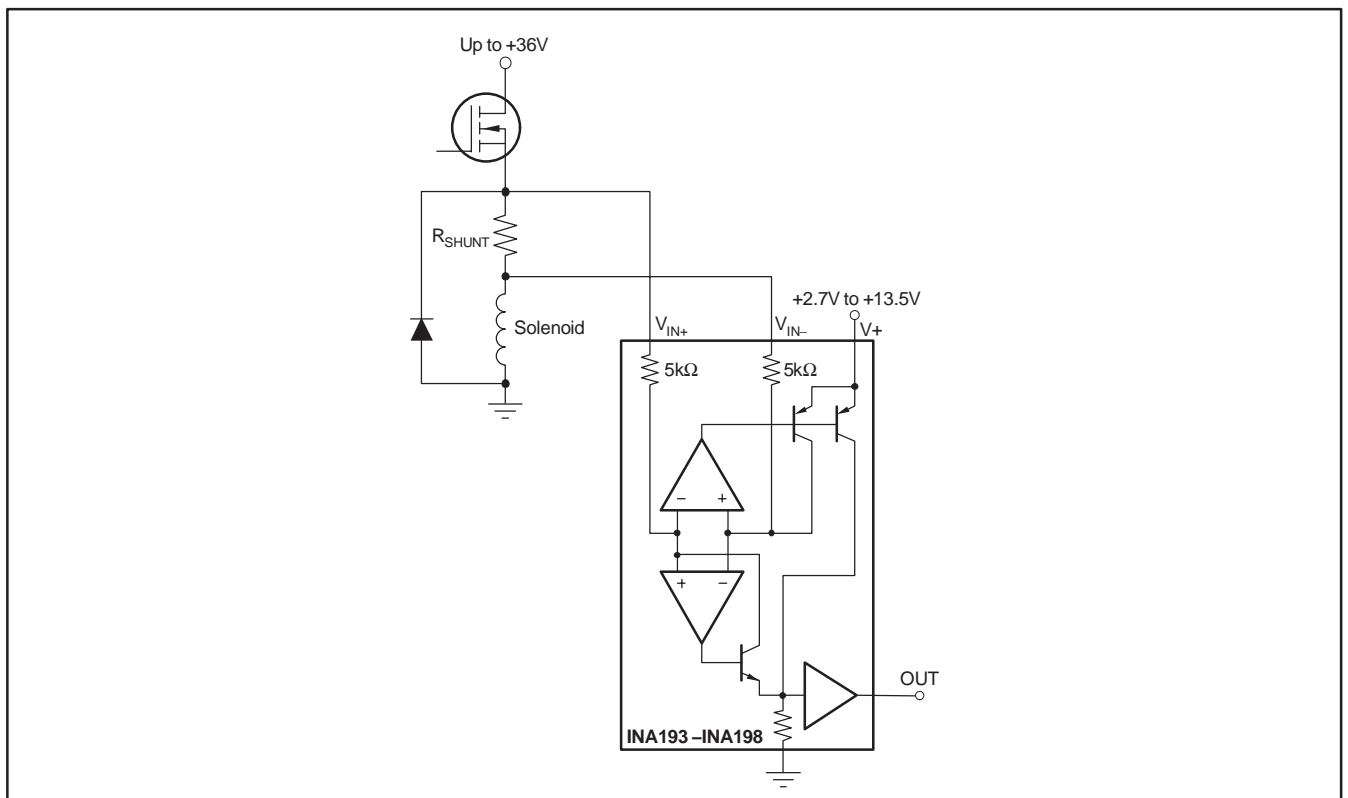 Up to +36V
R_SHUNT
Solenoid
+2.7V to +13.5V
V_IN+
V_IN–
V+
5kΩ
5kΩ
– +
+ –
OUT
INA193 –INA198